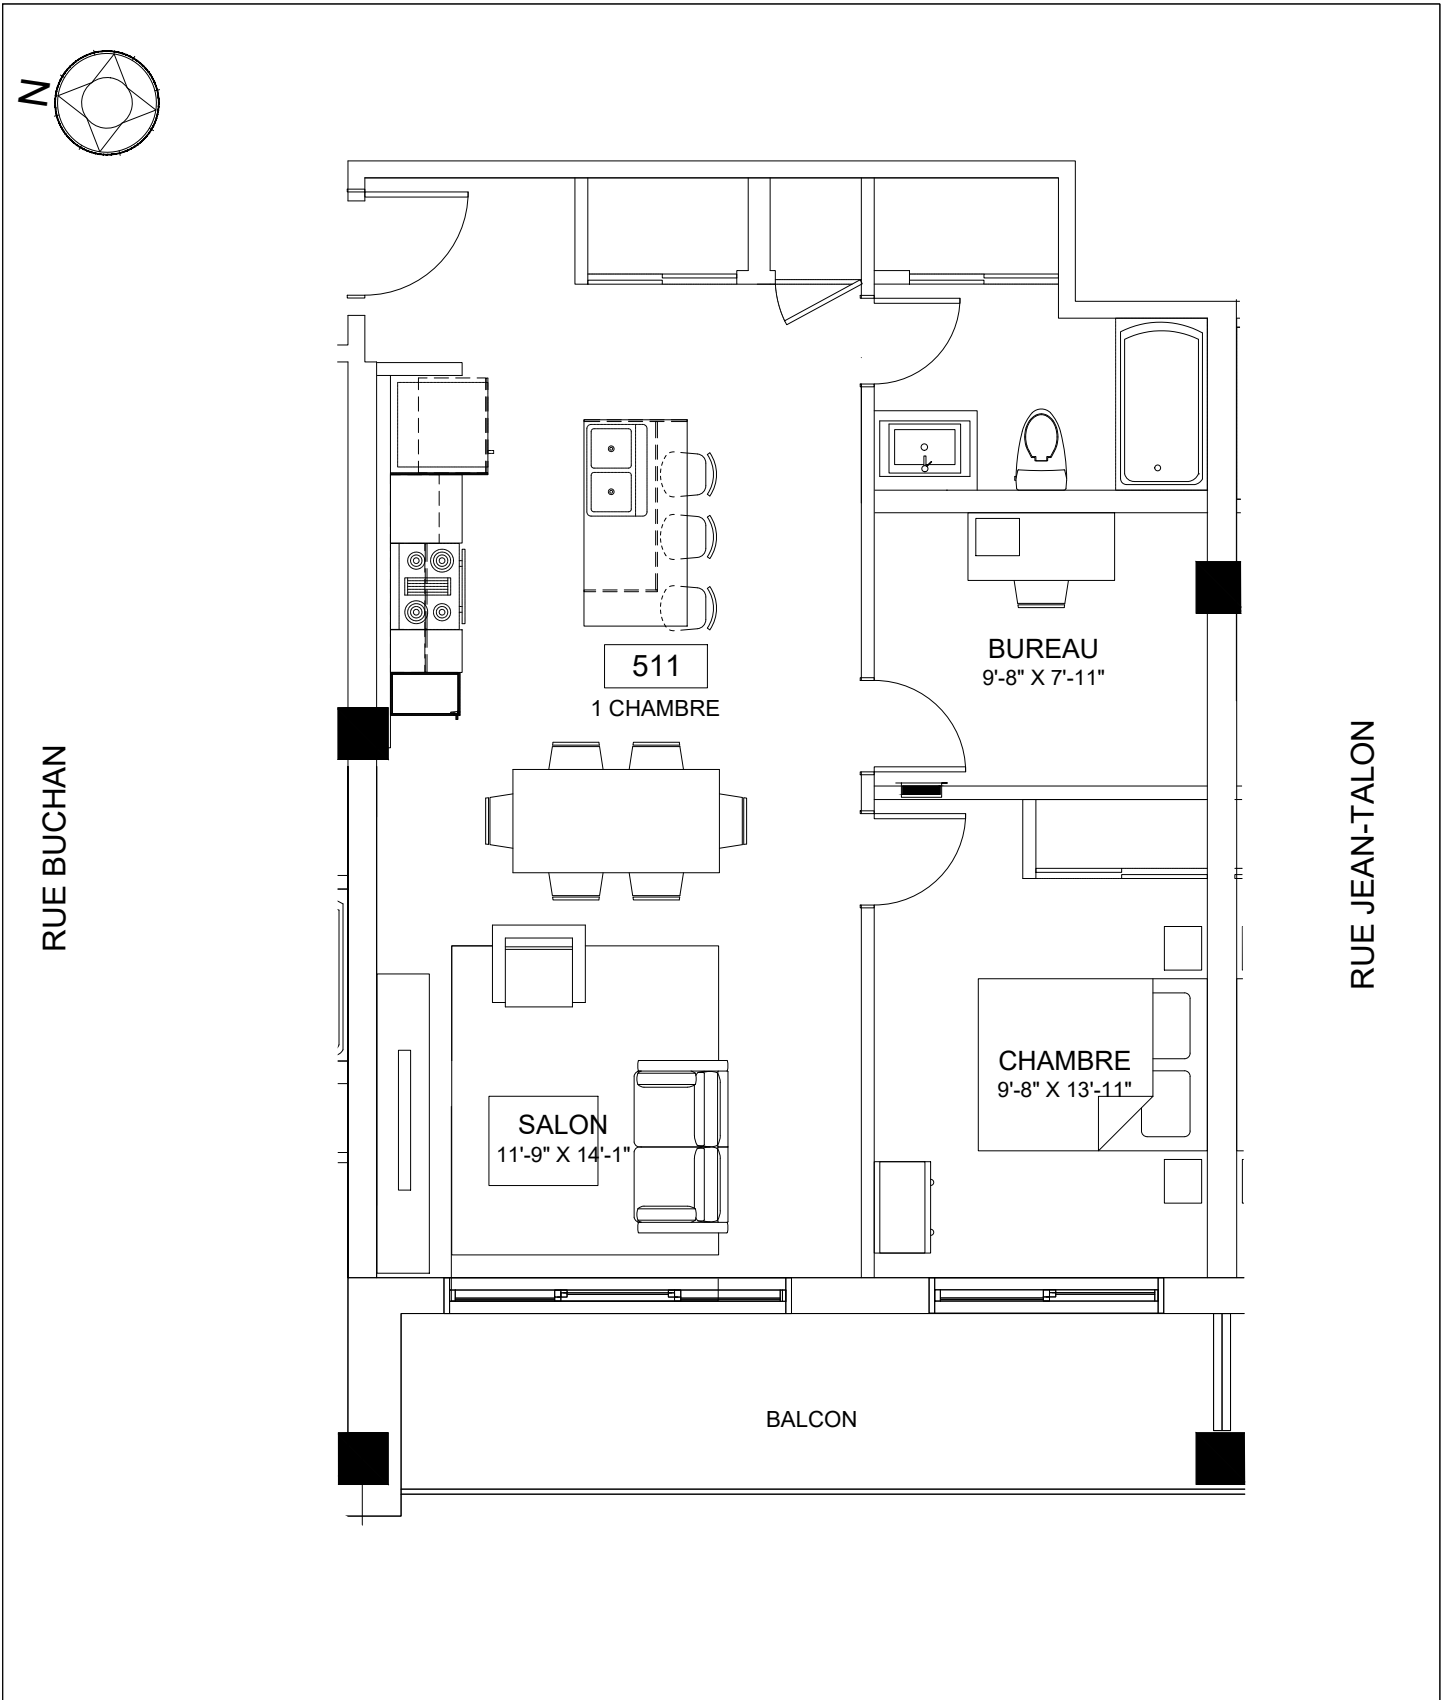 N
511
1 CHAMBRE
BUREAU
9'-8" X 7'-11"
RUE BUCHAN
RUE JEAN-TALON
CHAMBRE
9'-8" X 13'-11"
SALON
11'-9" X 14'-1"
BALCON